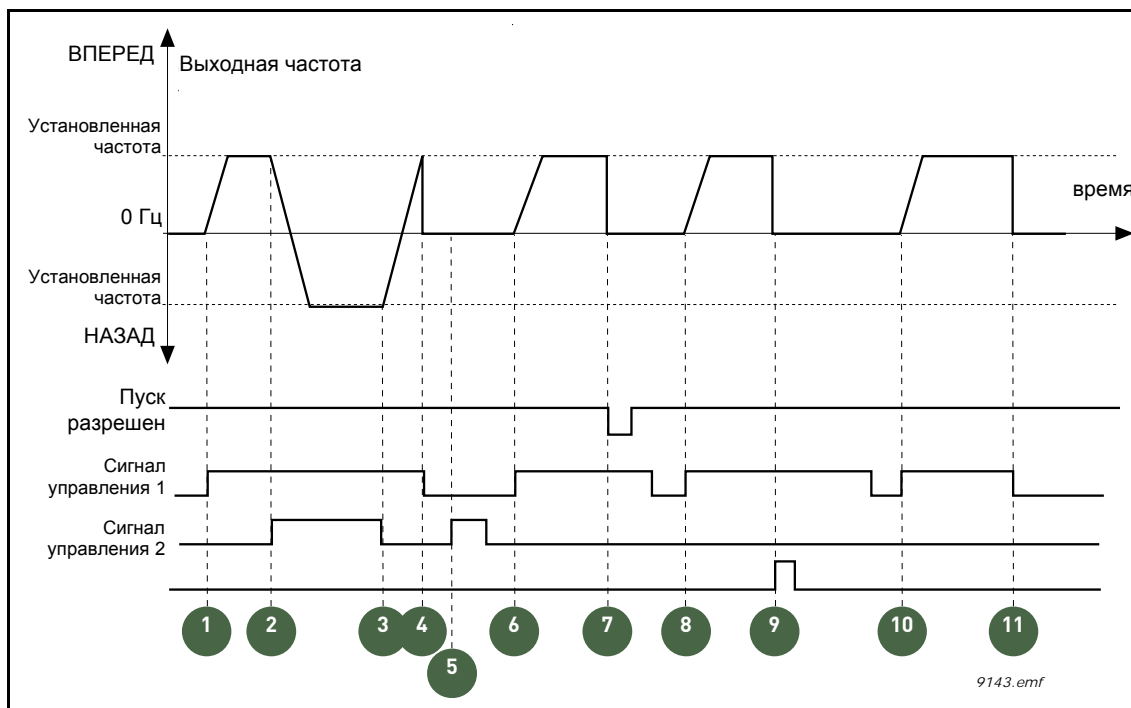 ВПЕРЕД
Выходная частота
Установленная
частота
0 Гц
время
Установленная
частота
НАЗАД
Пуск
разрешен
Сигнал
управления 1
Сигнал
управления 2
1
2
3
4
5
6
7
8
9
10
11
9143.emf